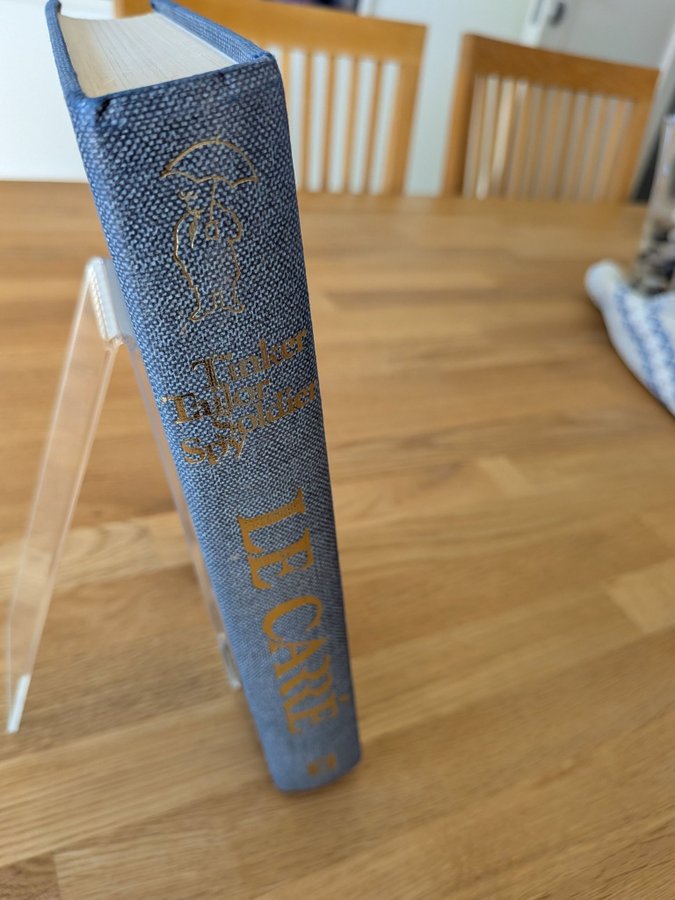 Tinker
Tailor
Soldier
Spy
LE CARRÉ